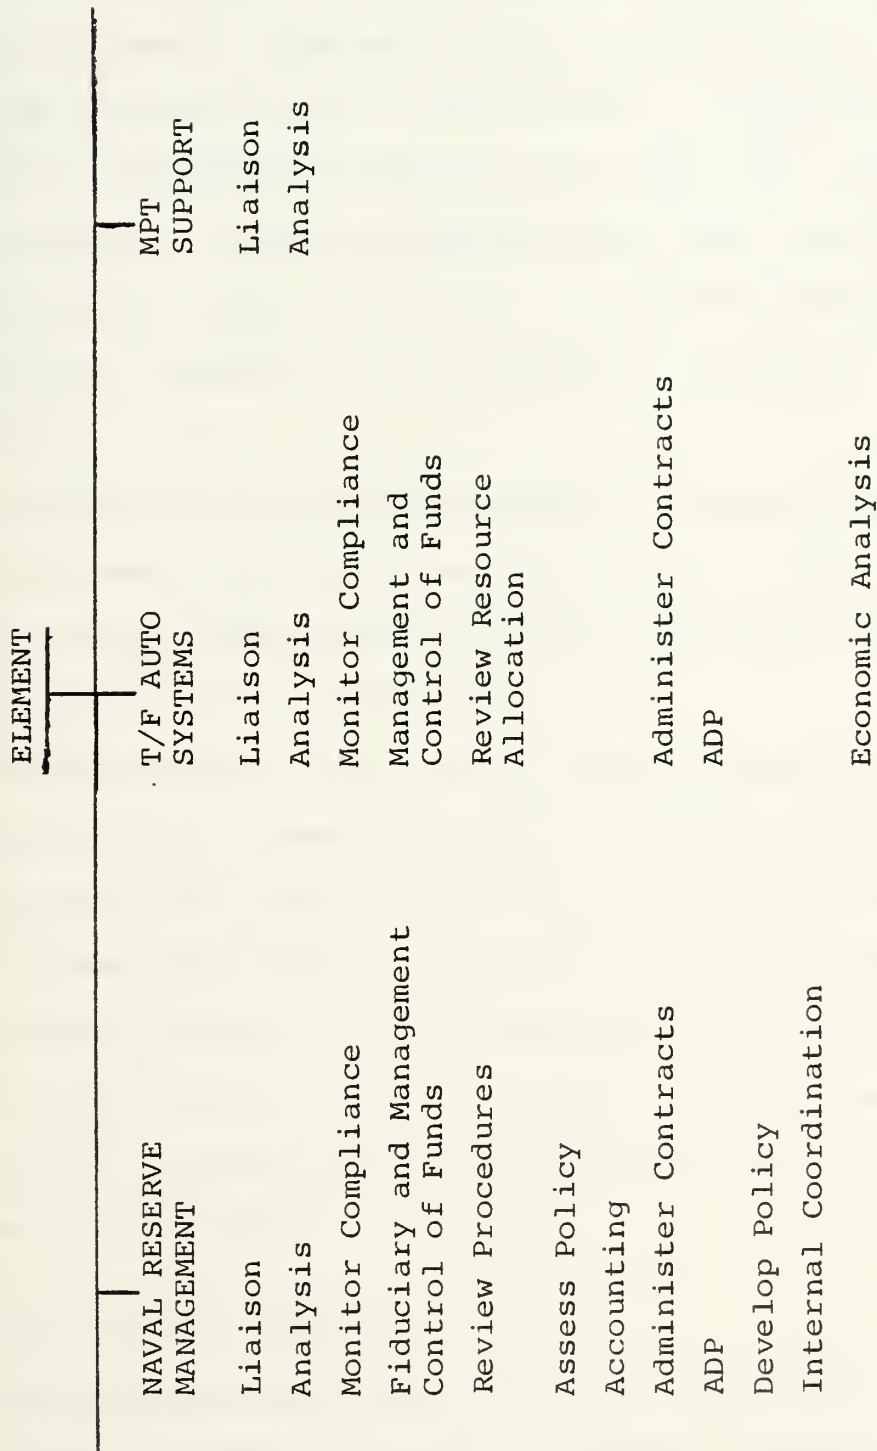 ELEMENT
NAVAL RESERVE
MANAGEMENT
Liaison
Analysis
Monitor Compliance
Fiduciary and Management
Control of Funds
Review Procedures
Assess Policy
Accounting
Administer Contracts
ADP
Develop Policy
Internal Coordination
T/F AUTO
SYSTEMS
Liaison
Analysis
Monitor Compliance
Management and
Control of Funds
Review Resource
Allocation
Administer Contracts
ADP
Economic Analysis
MPT
SUPPORT
Liaison
Analysis